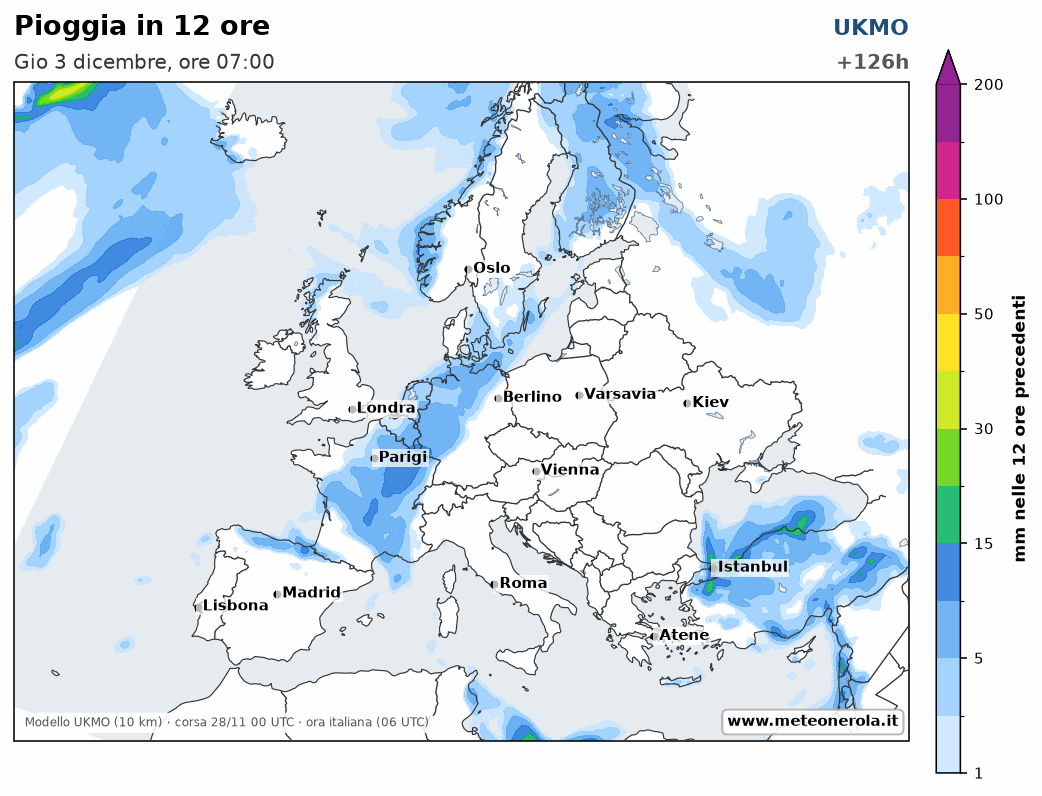 Pioggia in 12 ore
UKMO
Gio 3 dicembre, ore 07:00
+126h
200
100
50
30
15
5
1
mm nelle 12 ore precedenti
Oslo
Londra
Berlino
Varsavia
Kiev
Parigi
Vienna
Istanbul
Roma
Madrid
Lisbona
Atene
Modello UKMO (10 km) · corsa 28/11 00 UTC · ora italiana (06 UTC)
www.meteonerola.it